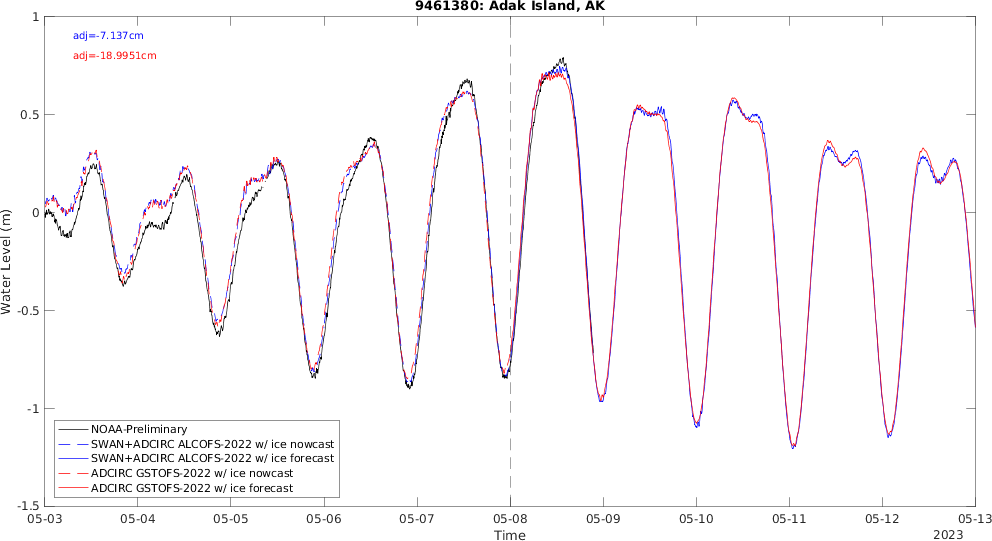 9461380: Adak Island, AK
adj=-7.137cm
adj=-18.9951cm
1
0.5
0
-0.5
-1
-1.5
Water Level (m)
NOAA-Preliminary
SWAN+ADCIRC ALCOFS-2022 w/ ice nowcast
SWAN+ADCIRC ALCOFS-2022 w/ ice forecast
ADCIRC GSTOFS-2022 w/ ice nowcast
ADCIRC GSTOFS-2022 w/ ice forecast
05-03 05-04 05-05 05-06 05-07 05-08 05-09 05-10 05-11 05-12 05-13
Time
2023